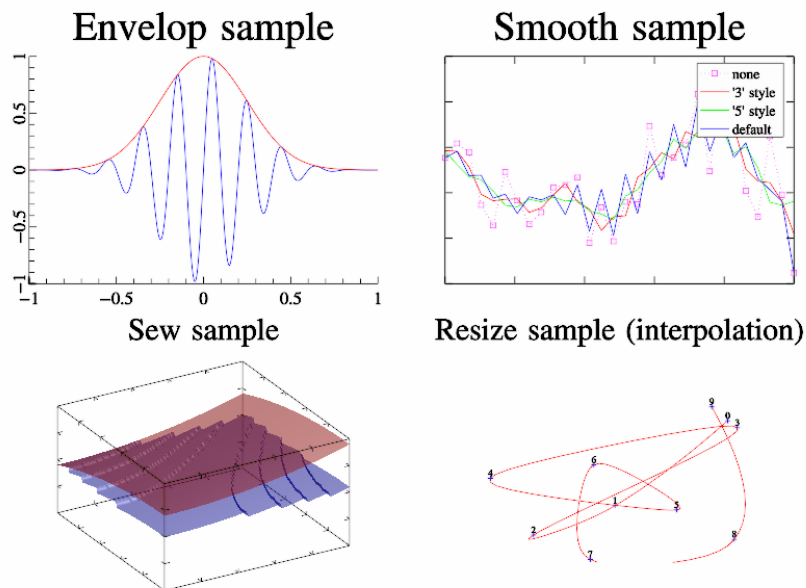 Envelop sample
1
0.5
0
−0.5
−1
−1
−0.5
0
0.5
1
Smooth sample
none
'3' style
'5' style
default
Sew sample
Resize sample (interpolation)
9
0
3
6
4
1
5
2
8
7